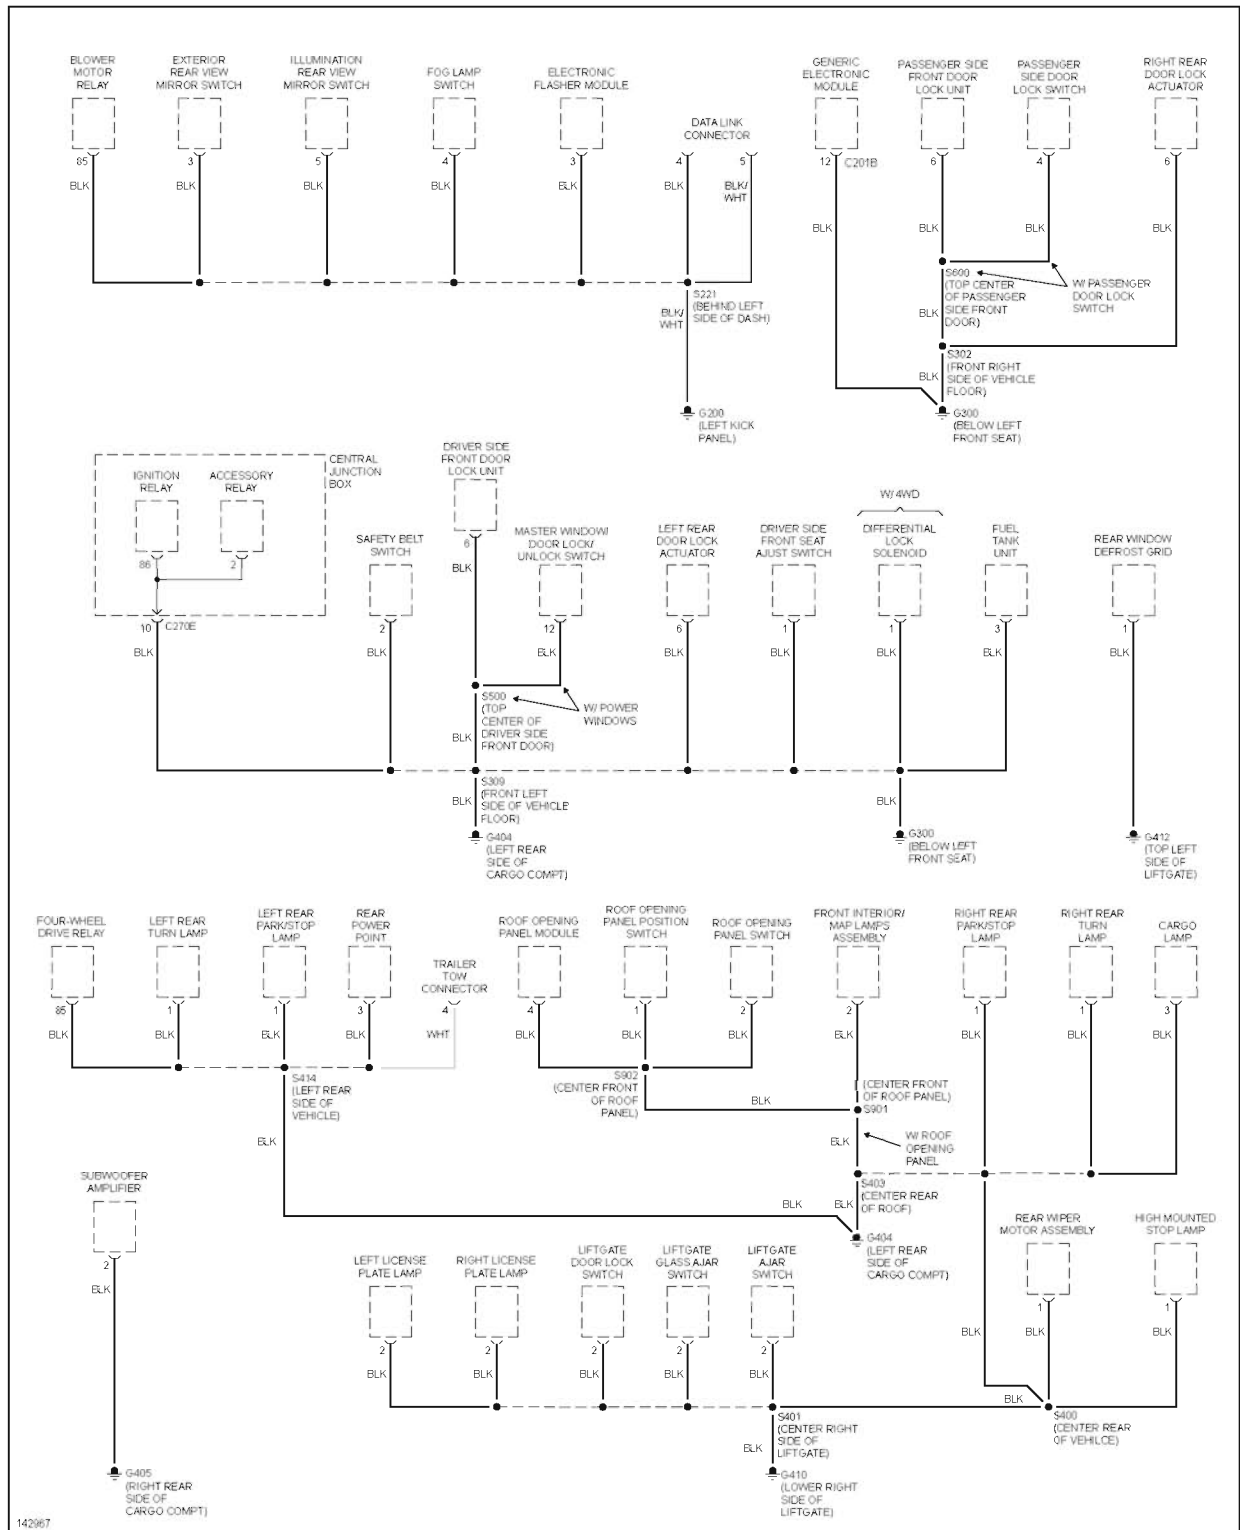 BLOWER
MOTOR
RELAY
EXTERIOR
REAR VIEW
MIRROR SWITCH
ILLUMINATION
REAR VIEW
MIRROR SWITCH
FOG LAMP
SWITCH
ELECTRONIC
FLASHER MODULE
DATA LINK
CONNECTOR
GENERIC
ELECTRONIC
MODULE
PASSENGER SIDE
FRONT DOOR
LOCK UNIT
PASSENGER
SIDE DOOR
LOCK SWITCH
RIGHT REAR
DOOR LOCK
ACTUATOR
85
3
5
4
3
4
5
12
C201B
6
4
6
BLK
BLK
BLK
BLK
BLK
BLK
BLK/
WHT
BLK
BLK
BLK
BLK
S221
(BEHIND LEFT
SIDE OF DASH)
BLK/
WHT
S600
(TOP CENTER
OF PASSENGER
SIDE FRONT
DOOR)
W/ PASSENGER
DOOR LOCK
SWITCH
BLK
S302
(FRONT RIGHT
SIDE OF VEHICLE
FLOOR)
BLK
G200
(LEFT KICK
PANEL)
G300
(BELOW LEFT
FRONT SEAT)
CENTRAL
JUNCTION
BOX
IGNITION
RELAY
ACCESSORY
RELAY
86
2
10
C270E
BLK
SAFETY BELT
SWITCH
2
BLK
DRIVER SIDE
FRONT DOOR
LOCK UNIT
6
BLK
MASTER WINDOW/
DOOR LOCK/
UNLOCK SWITCH
12
BLK
LEFT REAR
DOOR LOCK
ACTUATOR
6
BLK
DRIVER SIDE
FRONT SEAT
AJUST SWITCH
1
BLK
W/ 4WD
DIFFERENTIAL
LOCK
SOLENOID
1
BLK
FUEL
TANK
UNIT
3
BLK
REAR WINDOW
DEFROST GRID
1
BLK
S500
(TOP
CENTER OF
DRIVER SIDE
FRONT DOOR)
W/ POWER
WINDOWS
BLK
S309
(FRONT LEFT
SIDE OF VEHICLE
FLOOR)
BLK
BLK
G404
(LEFT REAR
SIDE OF
CARGO COMPT)
G300
(BELOW LEFT
FRONT SEAT)
G412
(TOP LEFT
SIDE OF
LIFTGATE)
FOUR-WHEEL
DRIVE RELAY
LEFT REAR
TURN LAMP
LEFT REAR
PARK/STOP
LAMP
REAR
POWER
POINT
TRAILER
TOW
CONNECTOR
ROOF OPENING
PANEL MODULE
ROOF OPENING
PANEL POSITION
SWITCH
ROOF OPENING
PANEL SWITCH
FRONT INTERIOR/
MAP LAMPS
ASSEMBLY
RIGHT REAR
PARK/STOP
LAMP
RIGHT REAR
TURN
LAMP
CARGO
LAMP
85
1
1
3
4
4
1
2
2
1
1
3
BLK
BLK
BLK
BLK
WHT
BLK
BLK
BLK
BLK
BLK
BLK
BLK
S414
(LEFT REAR
SIDE OF
VEHICLE)
S902
(CENTER FRONT
OF ROOF
PANEL)
BLK
(CENTER FRONT
OF ROOF PANEL)
S901
BLK
BLK
W/ ROOF
OPENING
PANEL
S403
(CENTER REAR
OF ROOF)
BLK
BLK
G404
(LEFT REAR
SIDE OF
CARGO COMPT)
SUBWOOFER
AMPLIFIER
2
BLK
LEFT LICENSE
PLATE LAMP
RIGHT LICENSE
PLATE LAMP
LIFTGATE
DOOR LOCK
SWITCH
LIFTGATE
GLASS AJAR
SWITCH
LIFTGATE
AJAR
SWITCH
REAR WIPER
MOTOR ASSEMBLY
HIGH MOUNTED
STOP LAMP
2
2
2
2
2
1
1
BLK
BLK
BLK
BLK
BLK
BLK
BLK
BLK
BLK
S401
(CENTER RIGHT
SIDE OF
LIFTGATE)
S400
(CENTER REAR
OF VEHILCE)
BLK
G405
(RIGHT REAR
SIDE OF
CARGO COMPT)
G410
(LOWER RIGHT
SIDE OF
LIFTGATE)
142967